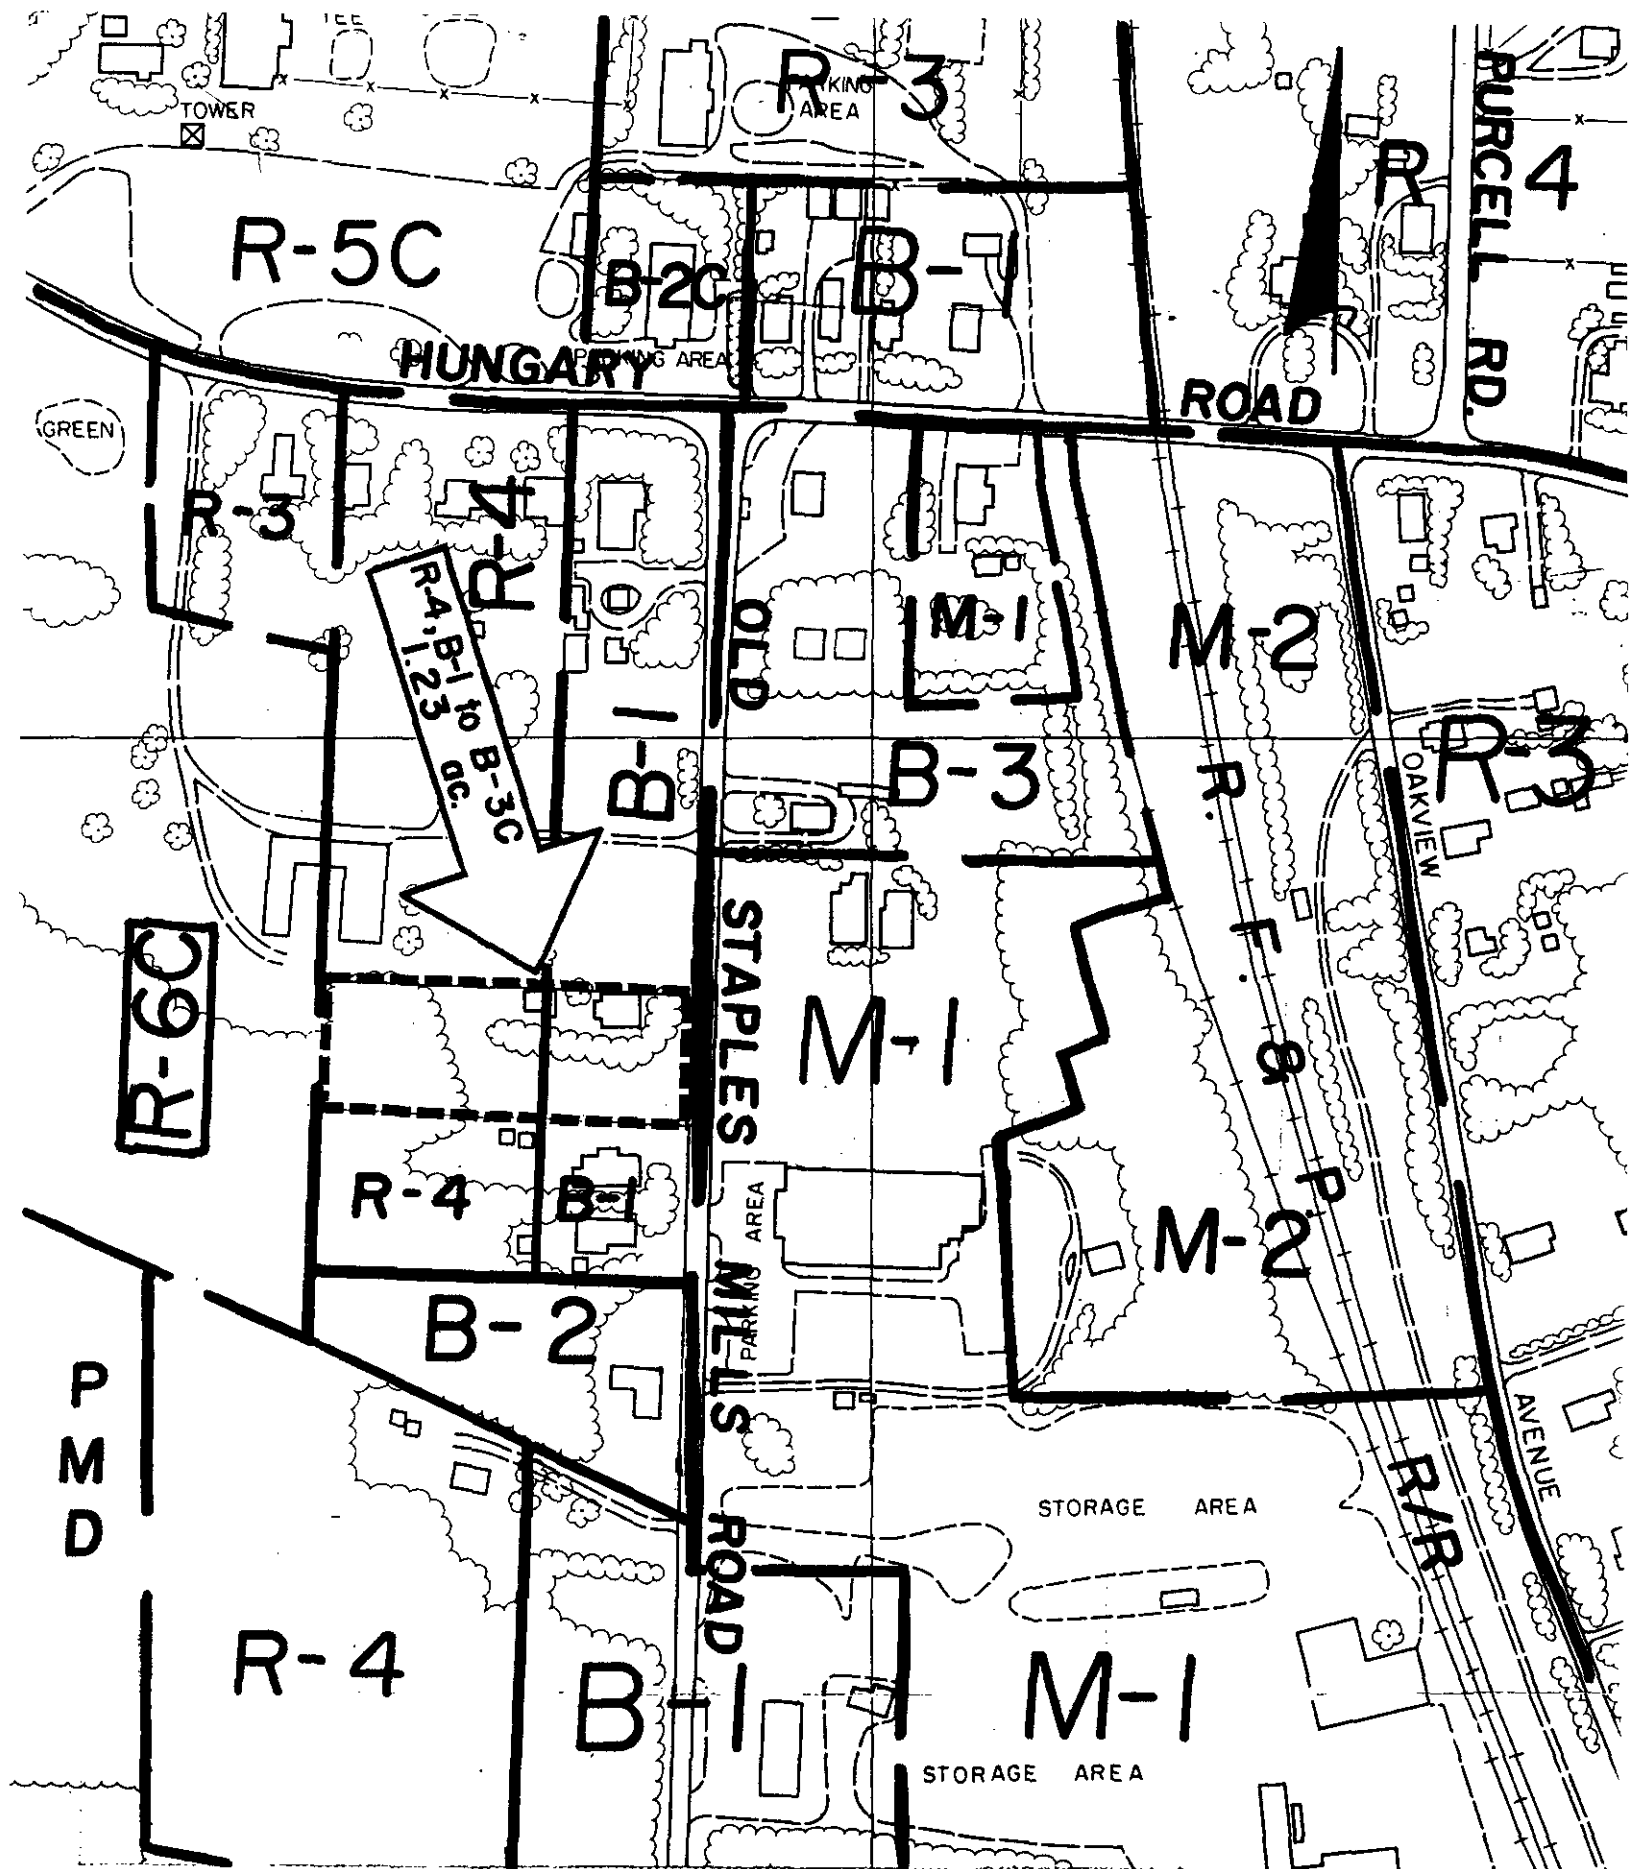 TEE
TOWER
R-3
PARKING
AREA
PURCELL RD.
R 4
R-5C
B-2C
B-1
HUNGARY ROAD
PARKING AREA
GREEN
R-3
R-4
R-4, B-1 to B-3C
1.23 ac.
B-1
OLD STAPLES MILLS ROAD
M-1
M-2
B-3
R-3
OAKVIEW AVENUE
R. F. & P. R/R
R-6C
M-1
R-4
B-1
PARKING AREA
M-2
B-2
P
M
D
STORAGE AREA
R-4
B-1
M-1
STORAGE AREA